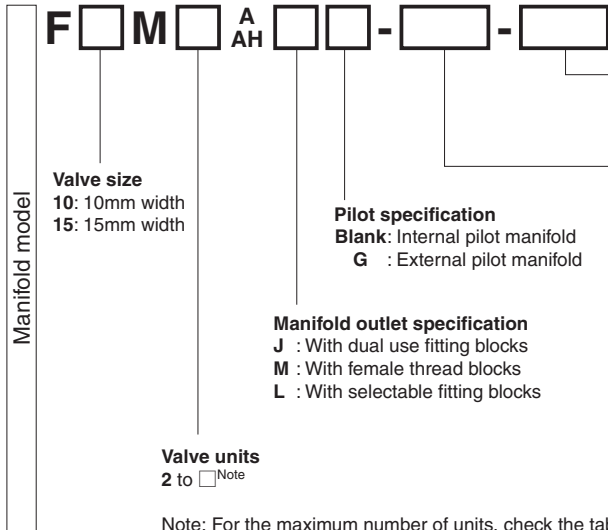 F□M□ A AH □□-□-□
Manifold model
Valve size
10: 10mm width
15: 15mm width
Pilot specification
Blank: Internal pilot manifold
G : External pilot manifold
Manifold outlet specification
J : With dual use fitting blocks
M : With female thread blocks
L : With selectable fitting blocks
Valve units
2 to □Note
Note: For the maximum number of units, check the